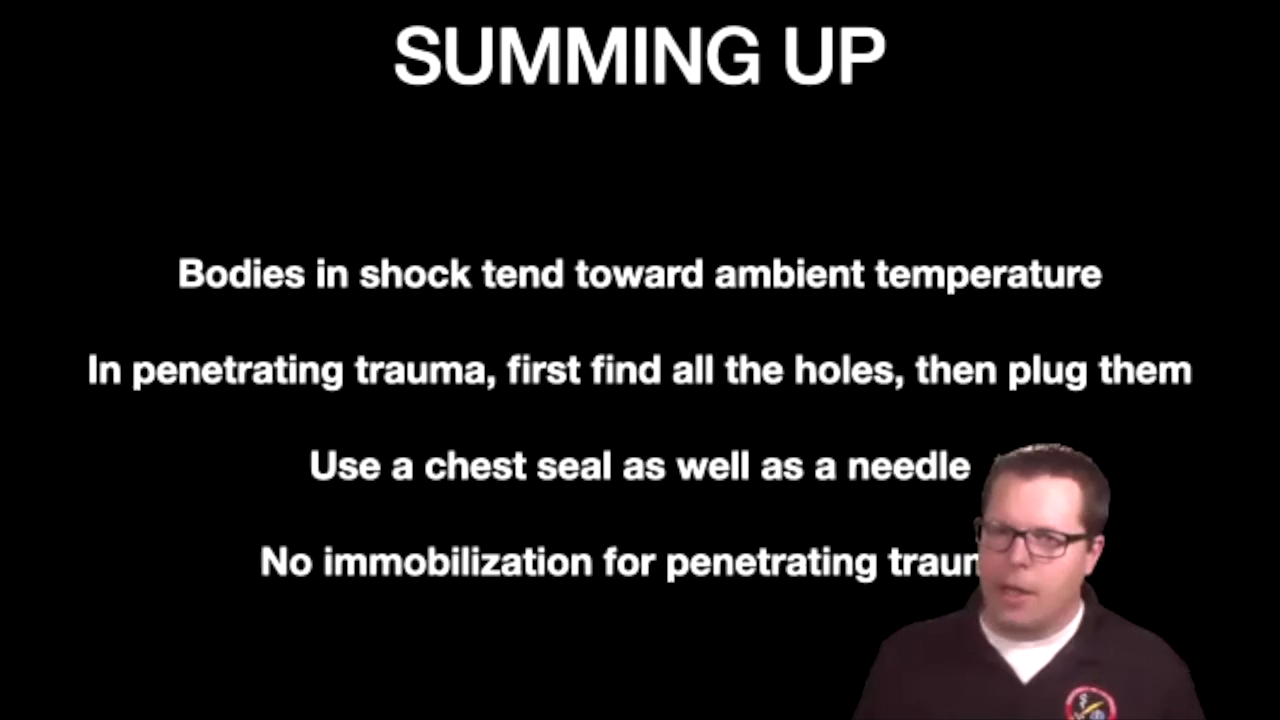 SUMMING UP
Bodies in shock tend toward ambient temperature
In penetrating trauma, first find all the holes, then plug them
Use a chest seal as well as a needle
No immobilization for penetrating